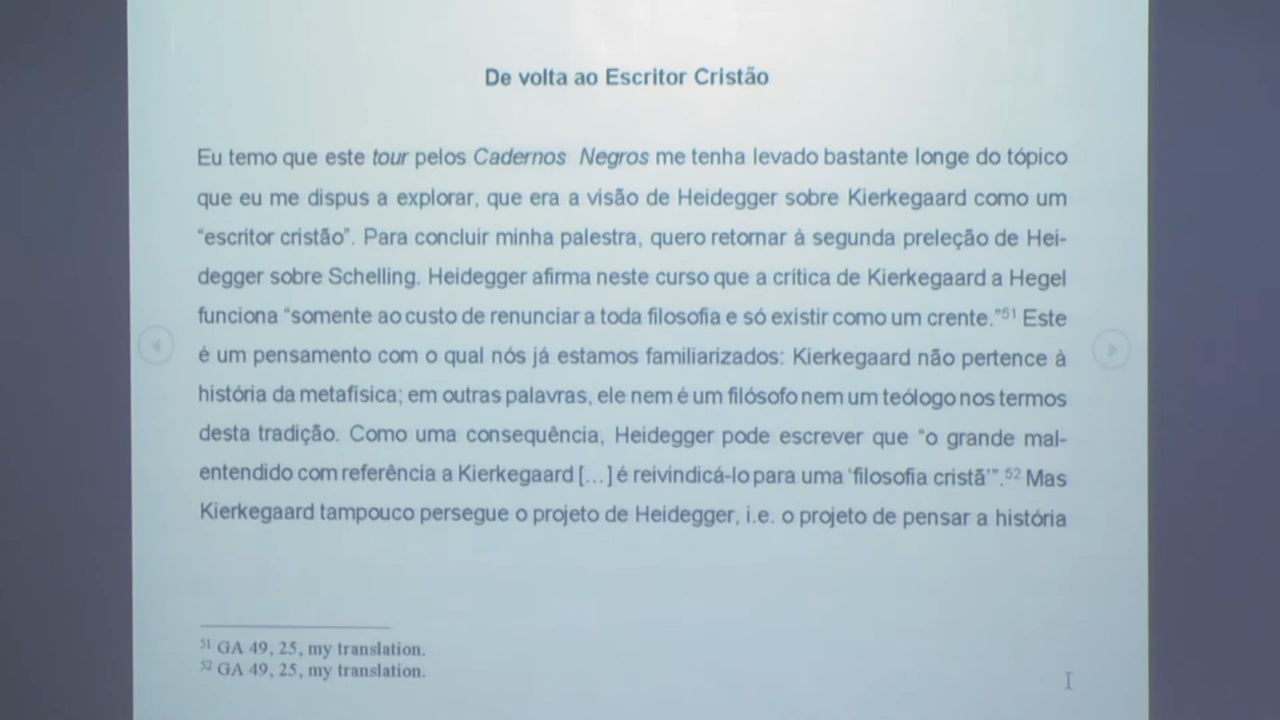 De volta ao Escritor Cristão
Eu temo que este tour pelos Cadernos Negros me tenha levado bastante longe do tópico
que eu me dispus a explorar, que era a visão de Heidegger sobre Kierkegaard como um
“escritor cristão”. Para concluir minha palestra, quero retornar à segunda preleção de Hei-
degger sobre Schelling. Heidegger afirma neste curso que a crítica de Kierkegaard a Hegel
funciona “somente ao custo de renunciar a toda filosofia e só existir como um crente.”⁵¹ Este
é um pensamento com o qual nós já estamos familiarizados: Kierkegaard não pertence à
história da metafísica; em outras palavras, ele nem é um filósofo nem um teólogo nos termos
desta tradição. Como uma consequência, Heidegger pode escrever que “o grande mal-
entendido com referência a Kierkegaard [...] é reivindicá-lo para uma ‘filosofia cristã’”.⁵² Mas
Kierkegaard tampouco persegue o projeto de Heidegger, i.e. o projeto de pensar a história
⁵¹ GA 49, 25, my translation.
⁵² GA 49, 25, my translation.